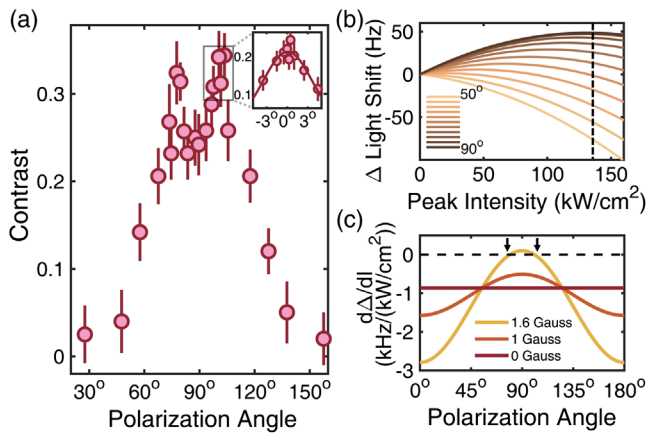 (a)
Contrast
0.3
0.2
0.1
0
30° 60° 90° 120° 150°
Polarization Angle
0.2
0.1
-3° 0° 3°
(b)
Δ Light Shift (Hz)
50
0
-50
50°
90°
0 50 100 150
Peak Intensity (kW/cm²)
(c)
dΔ/dI
(kHz/(kW/cm²))
0
-1
-2
-3
1.6 Gauss
1 Gauss
0 Gauss
0° 45° 90° 135° 180°
Polarization Angle